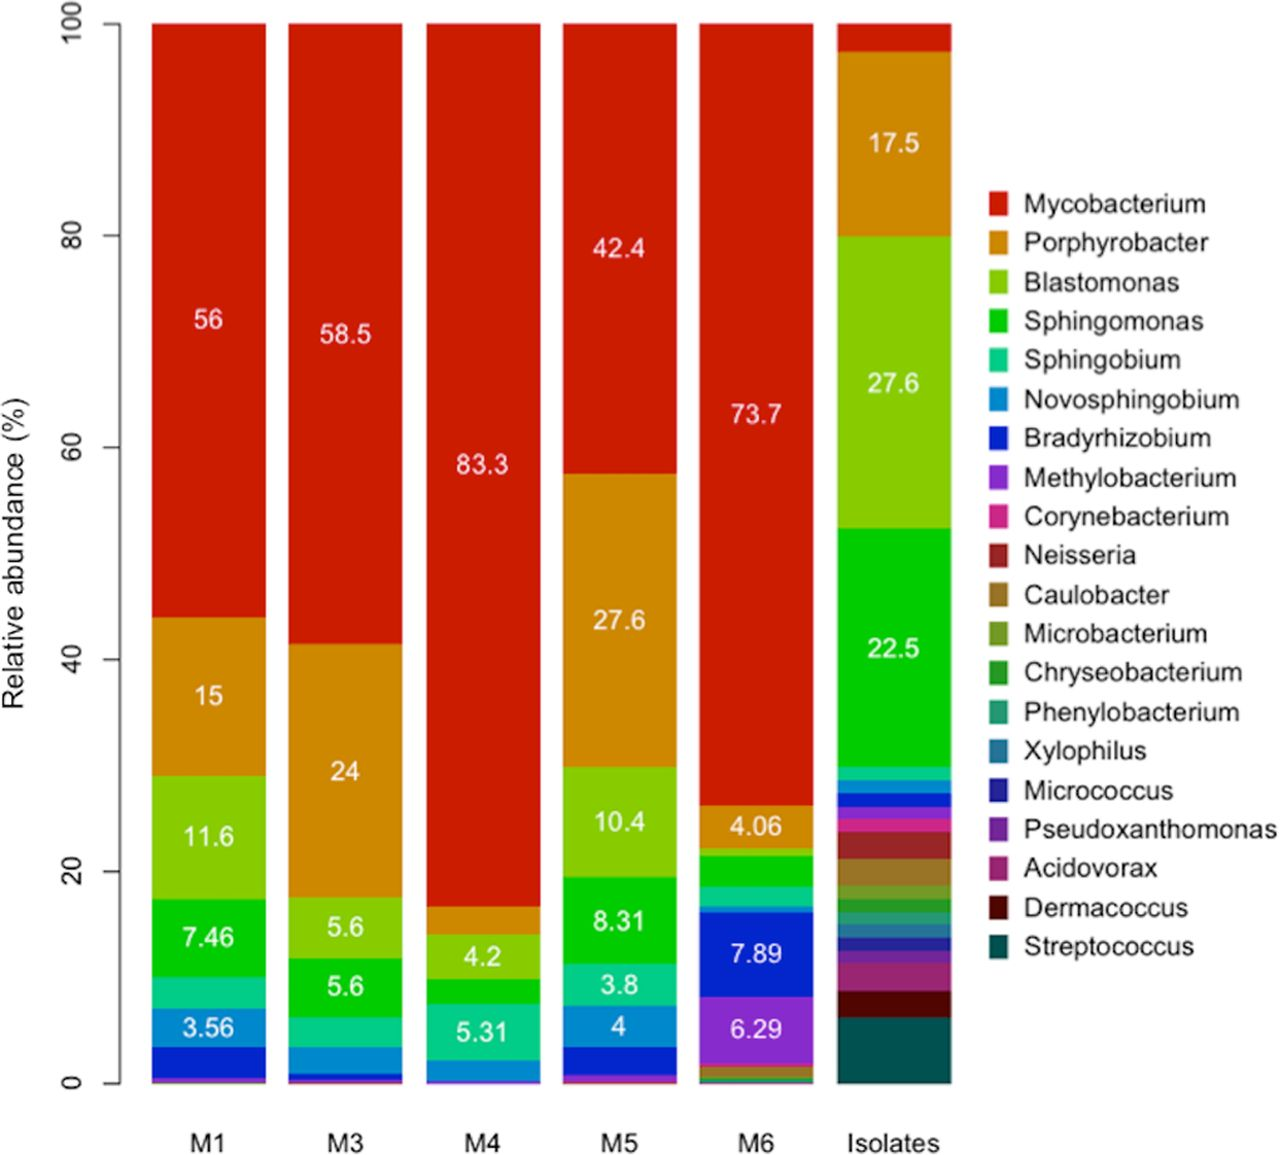 Relative abundance (%)
100
80
60
40
20
0
56
15
11.6
7.46
3.56
58.5
24
5.6
5.6
83.3
4.2
5.31
42.4
27.6
10.4
8.31
3.8
4
73.7
4.06
7.89
6.29
17.5
27.6
22.5
M1
M3
M4
M5
M6
Isolates
Mycobacterium
Porphyrobacter
Blastomonas
Sphingomonas
Sphingobium
Novosphingobium
Bradyrhizobium
Methylobacterium
Corynebacterium
Neisseria
Caulobacter
Microbacterium
Chryseobacterium
Phenylobacterium
Xylophilus
Micrococcus
Pseudoxanthomonas
Acidovorax
Dermacoccus
Streptococcus